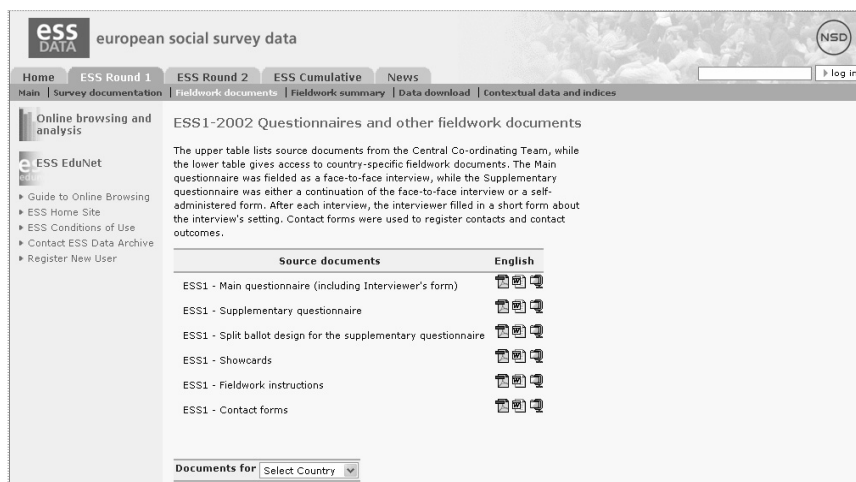 ess
DATA
european social survey data
NSD
Home ESS Round 1 ESS Round 2 ESS Cumulative News
log in
Main | Survey documentation | Fieldwork documents | Fieldwork summary | Data download | Contextual data and indices
Online browsing and
analysis
ESS EduNet
Guide to Online Browsing
ESS Home Site
ESS Conditions of Use
Contact ESS Data Archive
Register New User
ESS1-2002 Questionnaires and other fieldwork documents
The upper table lists source documents from the Central Co-ordinating Team, while
the lower table gives access to country-specific fieldwork documents. The Main
questionnaire was fielded as a face-to-face interview, while the Supplementary
questionnaire was either a continuation of the face-to-face interview or a self-
administered form. After each interview, the interviewer filled in a short form about
the interview's setting. Contact forms were used to register contacts and contact
outcomes.
Source documents English
ESS1 - Main questionnaire (including Interviewer's form)
ESS1 - Supplementary questionnaire
ESS1 - Split ballot design for the supplementary questionnaire
ESS1 - Showcards
ESS1 - Fieldwork instructions
ESS1 - Contact forms
Documents for Select Country